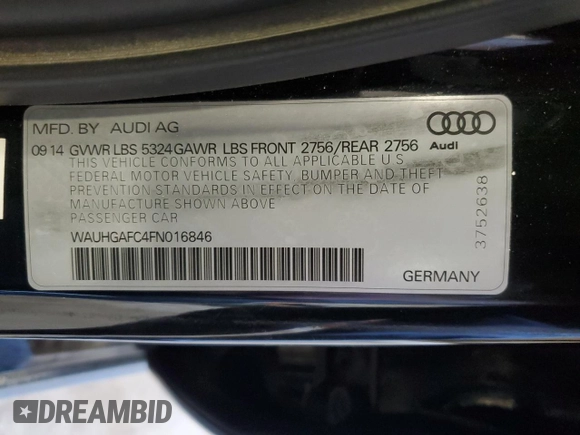 MFD. BY AUDI AG
09 14 GVWR LBS 5324 GAWR LBS FRONT 2756/REAR 2756
Audi
THIS VEHICLE CONFORMS TO ALL APPLICABLE U.S.
FEDERAL MOTOR VEHICLE SAFETY, BUMPER AND THEFT
PREVENTION STANDARDS IN EFFECT ON THE DATE OF
MANUFACTURE SHOWN ABOVE
PASSENGER CAR
WAUHGAFC4FN016846
3752638
GERMANY
DREAMBID